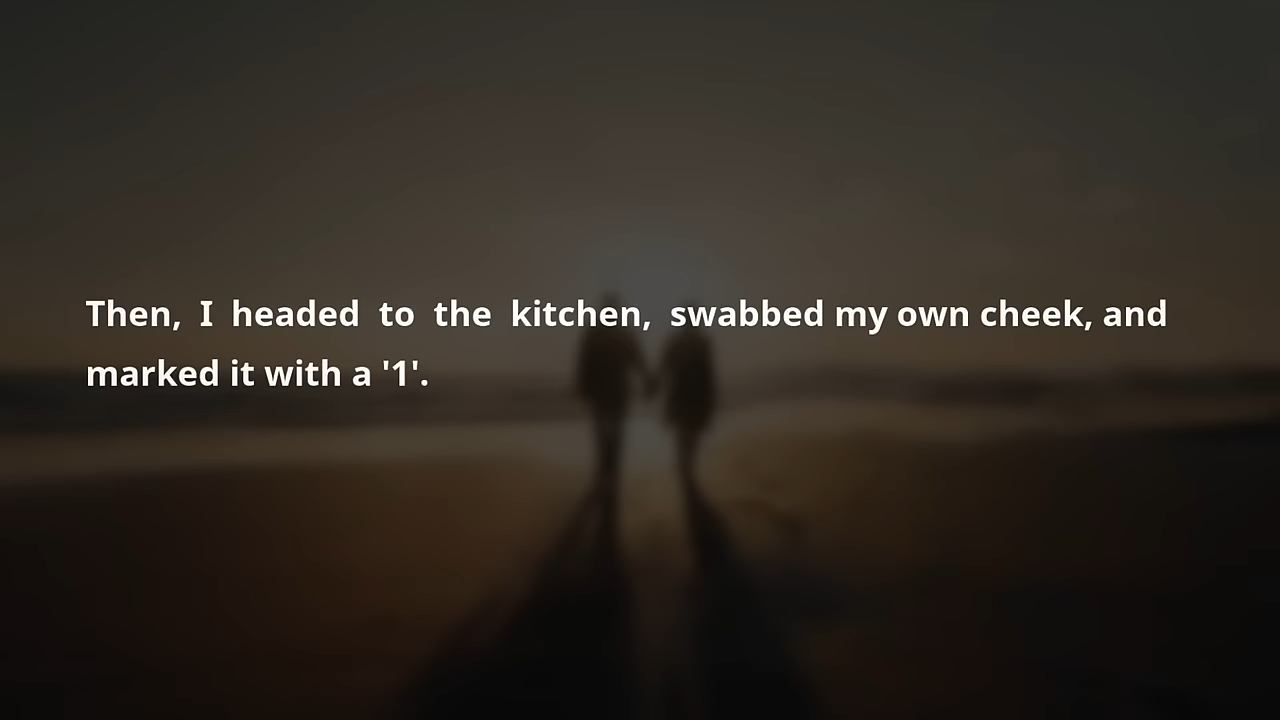 Then, I headed to the kitchen, swabbed my own cheek, and
marked it with a '1'.